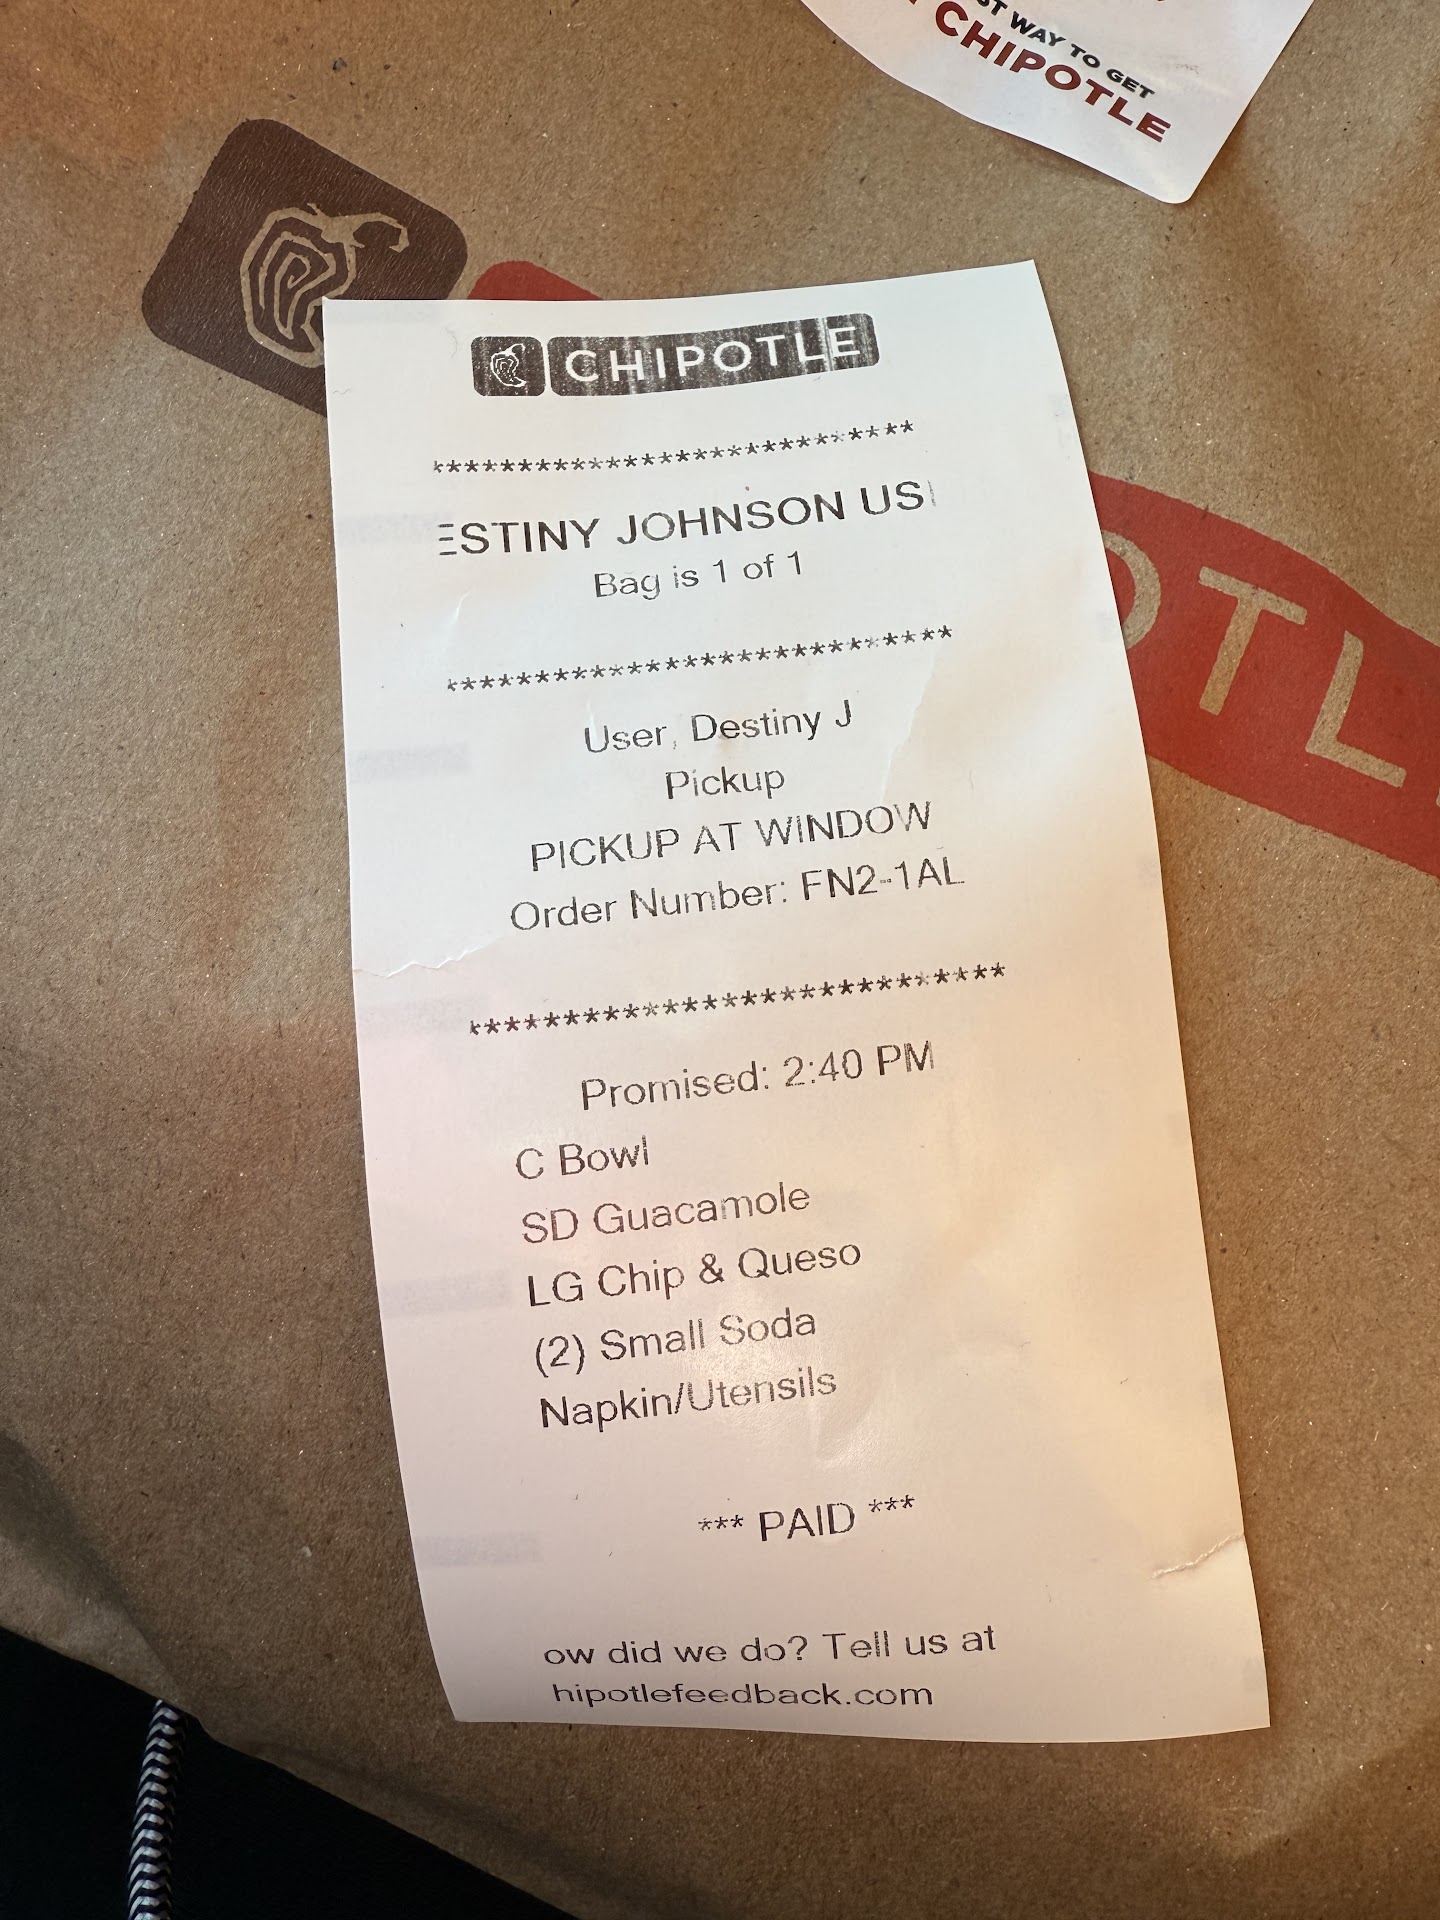 ST WAY TO GET
CHIPOTLE
CHIPOTLE
**************************
ESTINY JOHNSON US
Bag is 1 of 1
**************************
User, Destiny J
Pickup
PICKUP AT WINDOW
Order Number: FN2-1AL
**************************
Promised: 2:40 PM
C Bowl
SD Guacamole
LG Chip & Queso
(2) Small Soda
Napkin/Utensils
*** PAID ***
ow did we do? Tell us at
hipotlefeedback.com
OTL